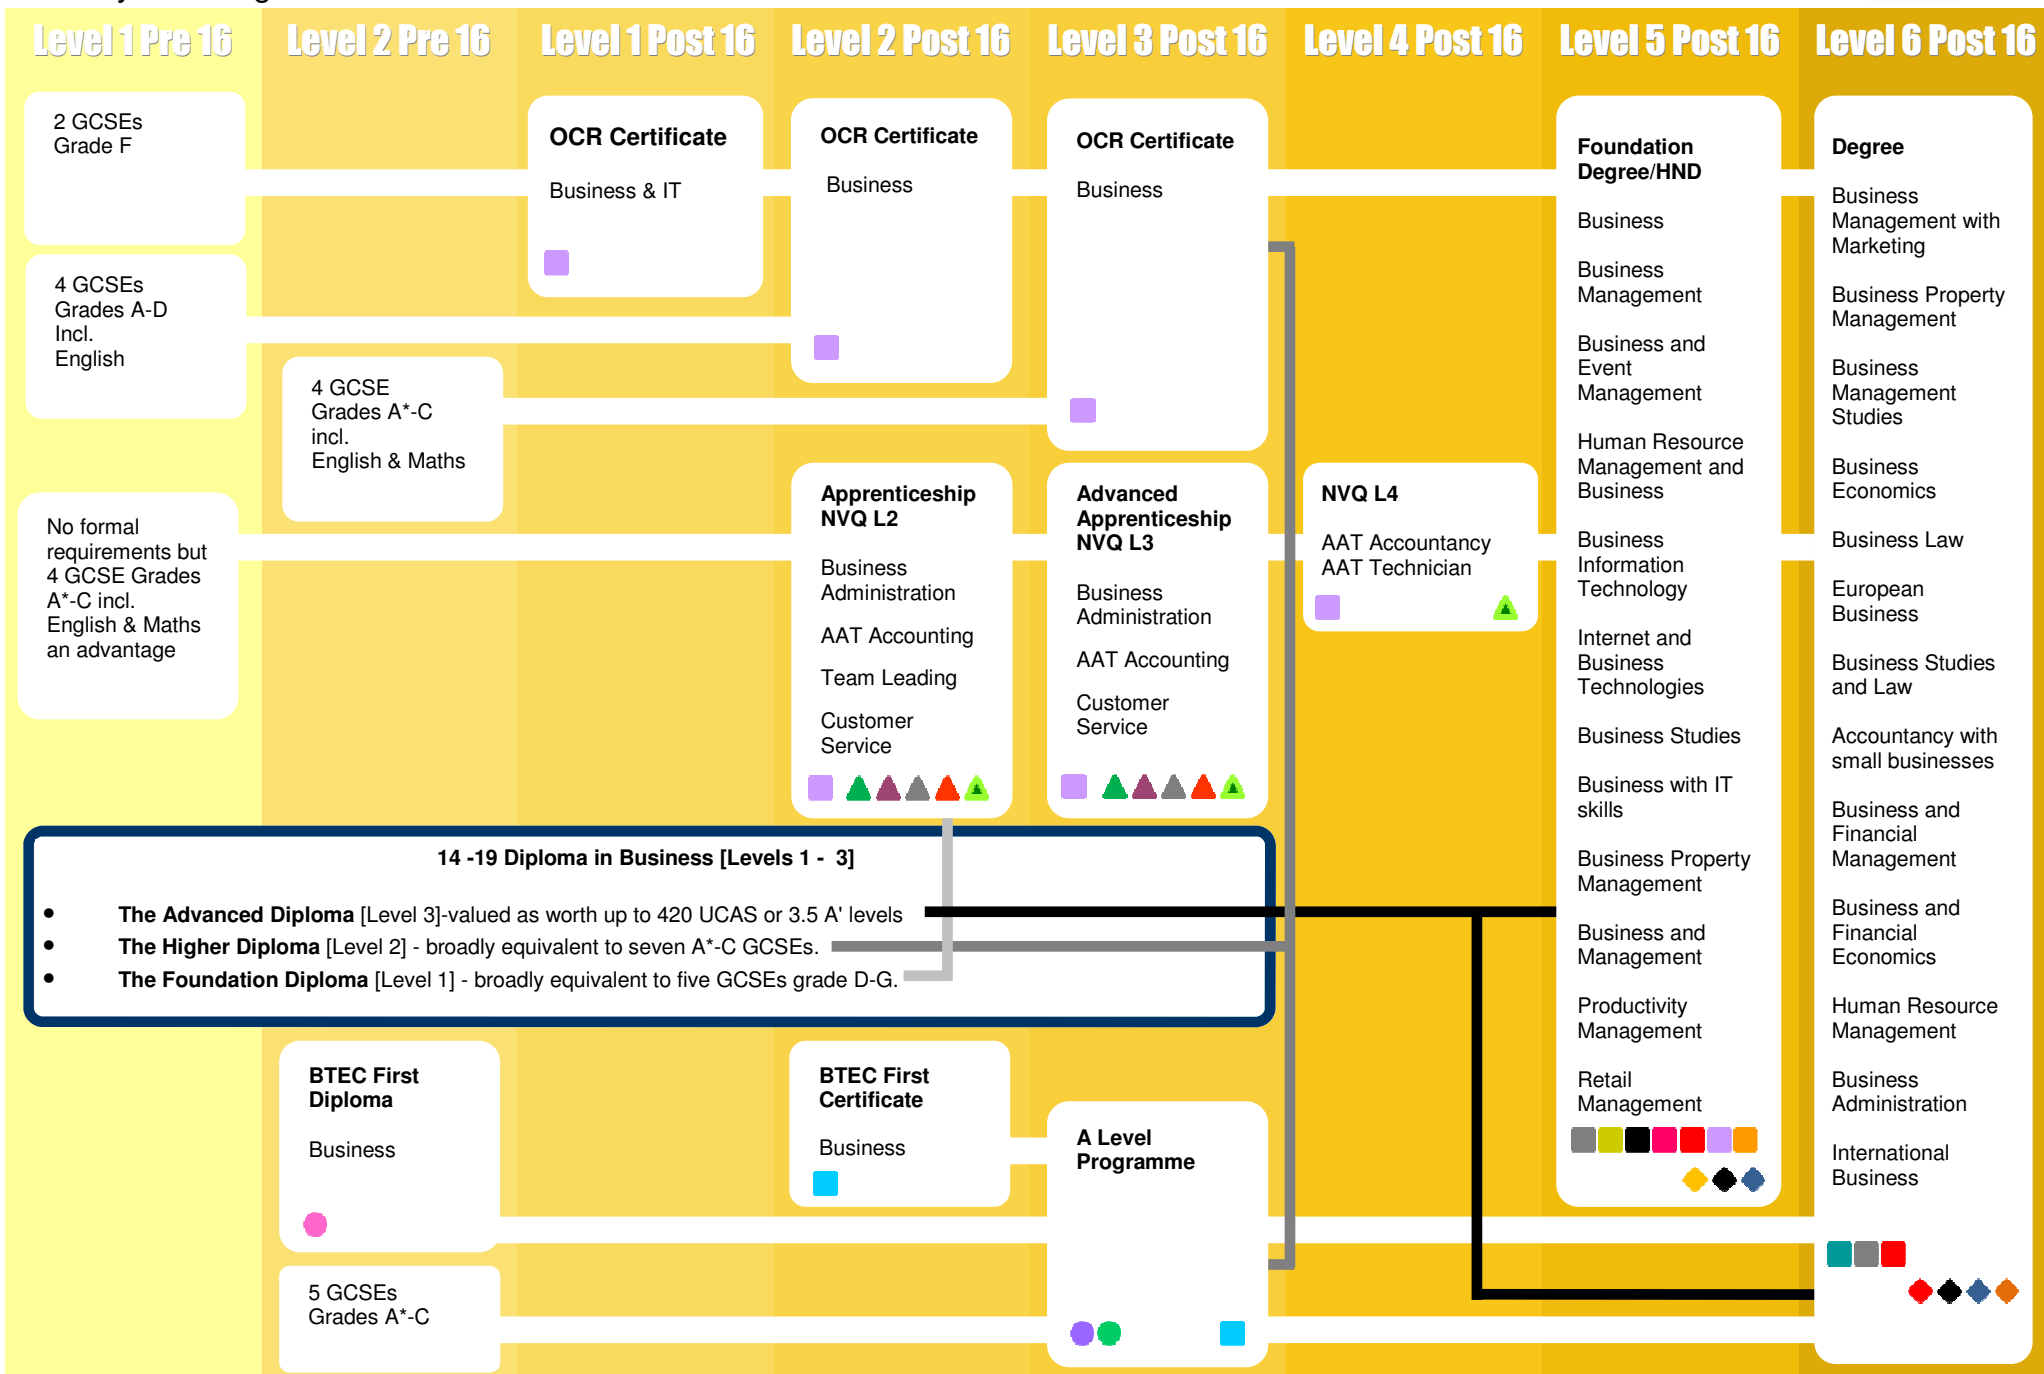 Level 1 Pre 16
Level 2 Pre 16
Level 1 Post 16
Level 2 Post 16
Level 3 Post 16
Level 4 Post 16
Level 5 Post 16
Level 6 Post 16
2 GCSEs
Grade F
4 GCSEs
Grades A-D
Incl.
English
No formal
requirements but
4 GCSE Grades
A*-C incl.
English & Maths
an advantage
4 GCSE
Grades A*-C
incl.
English & Maths
OCR Certificate
Business & IT
OCR Certificate
Business
OCR Certificate
Business
Apprenticeship
NVQ L2
Business
Administration
AAT Accounting
Team Leading
Customer
Service
Advanced
Apprenticeship
NVQ L3
Business
Administration
AAT Accounting
Customer
Service
NVQ L4
AAT Accountancy
AAT Technician
14 -19 Diploma in Business [Levels 1 - 3]
• The Advanced Diploma [Level 3]-valued as worth up to 420 UCAS or 3.5 A' levels
• The Higher Diploma [Level 2] - broadly equivalent to seven A*-C GCSEs.
• The Foundation Diploma [Level 1] - broadly equivalent to five GCSEs grade D-G.
BTEC First
Diploma
Business
5 GCSEs
Grades A*-C
BTEC First
Certificate
Business
A Level
Programme
Foundation
Degree/HND
Business
Business
Management
Business and
Event
Management
Human Resource
Management and
Business
Business
Information
Technology
Internet and
Business
Technologies
Business Studies
Business with IT
skills
Business Property
Management
Business and
Management
Productivity
Management
Retail
Management
Degree
Business
Management with
Marketing
Business Property
Management
Business
Management
Studies
Business
Economics
Business Law
European
Business
Business Studies
and Law
Accountancy with
small businesses
Business and
Financial
Management
Business and
Financial
Economics
Human Resource
Management
Business
Administration
International
Business